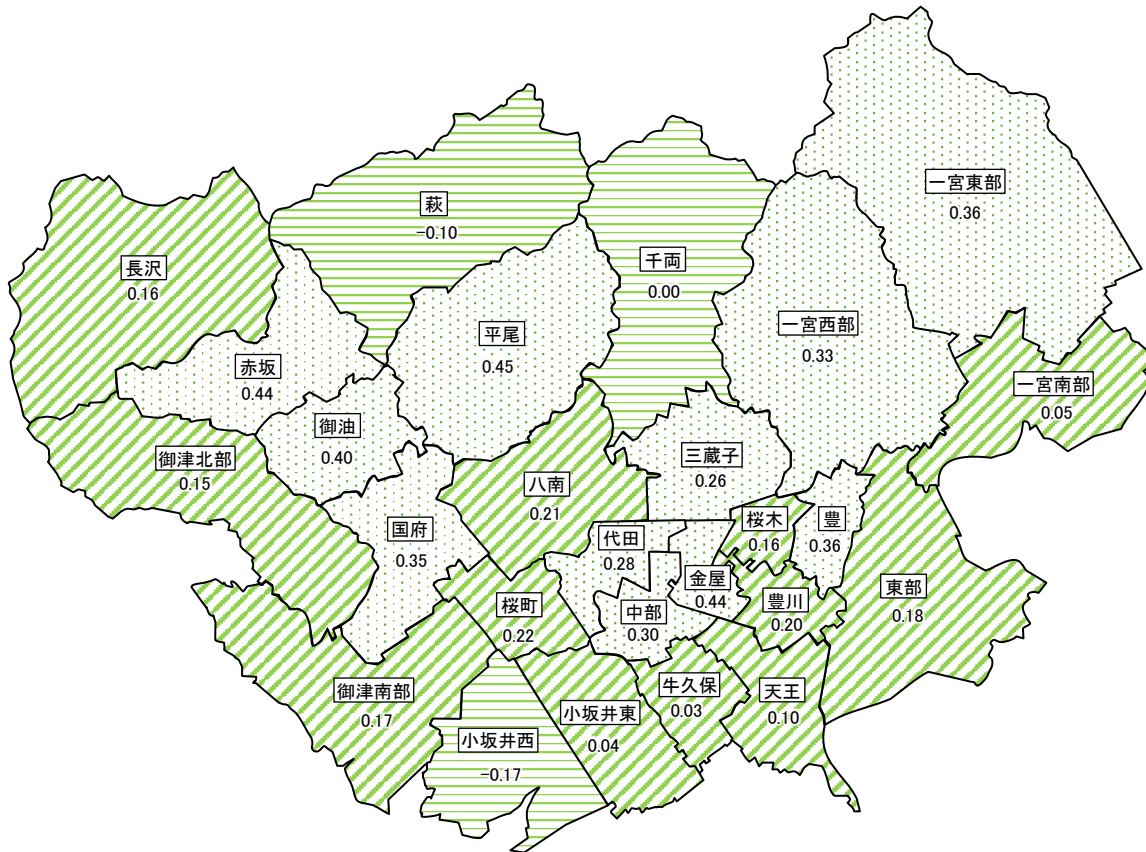 一宮東部
0.36
萩
-0.10
千両
0.00
長沢
0.16
一宮西部
0.33
平尾
0.45
赤坂
0.44
一宮南部
0.05
御油
0.40
御津北部
0.15
三蔵子
0.26
八南
0.21
国府
0.35
桜木
0.16
豊
0.36
代田
0.28
金屋
0.44
東部
0.18
豊川
0.20
桜町
0.22
中部
0.30
御津南部
0.17
牛久保
0.03
天王
0.10
小坂井東
0.04
小坂井西
-0.17